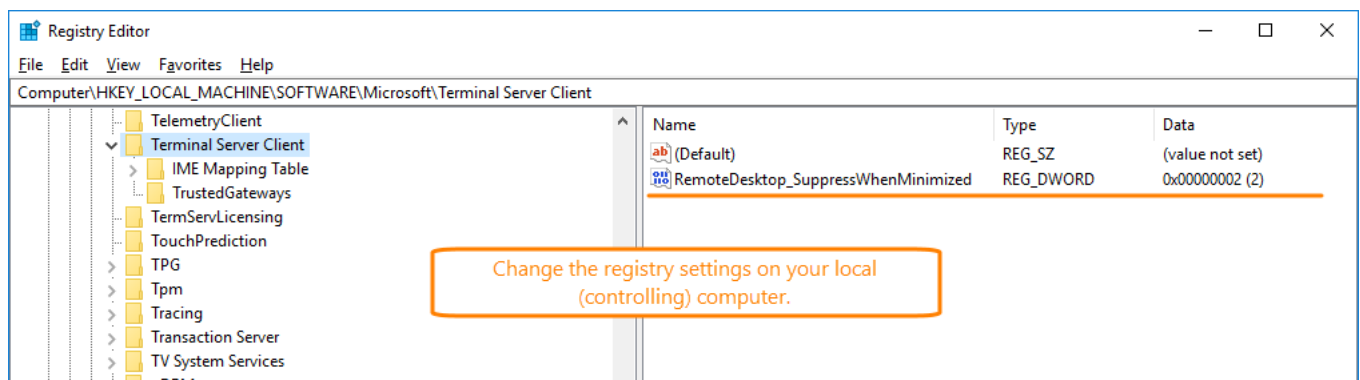 Registry Editor
File Edit View Favorites Help
Computer\HKEY_LOCAL_MACHINE\SOFTWARE\Microsoft\Terminal Server Client
TelemetryClient
Terminal Server Client
IME Mapping Table
TrustedGateways
TermServLicensing
TouchPrediction
TPG
Tpm
Tracing
Transaction Server
TV System Services
Name Type Data
(Default) REG_SZ (value not set)
RemoteDesktop_SuppressWhenMinimized REG_DWORD 0x00000002 (2)
Change the registry settings on your local
(controlling) computer.